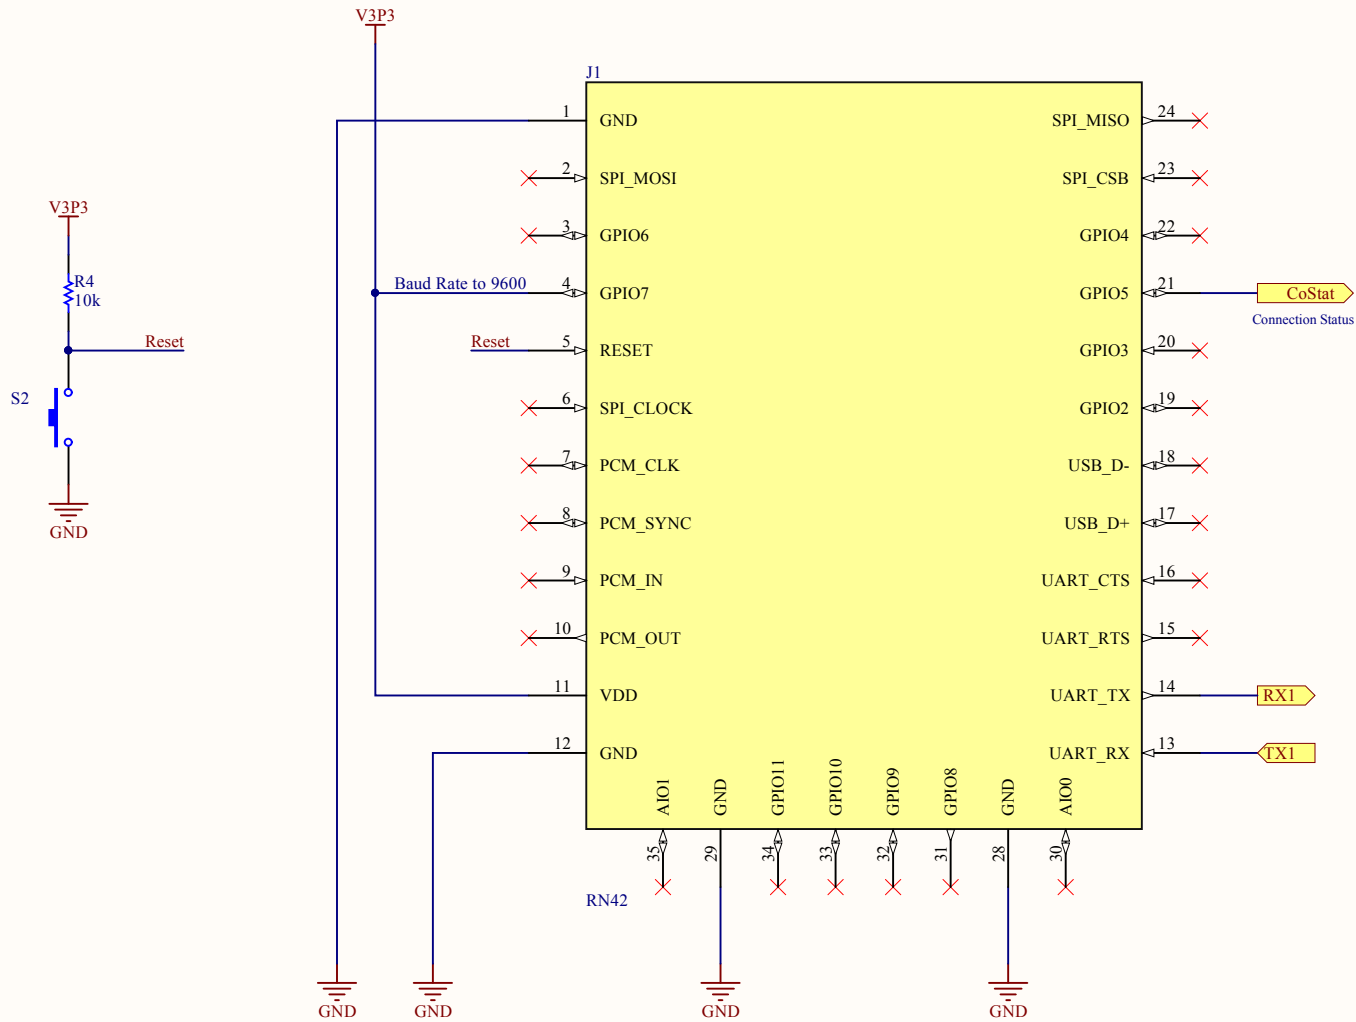 V3P3
J1
1 GND
SPI_MISO 24
2 SPI_MOSI
SPI_CSB 23
V3P3
3 GPIO6
GPIO4 22
R4
10k
Baud Rate to 9600 4 GPIO7
GPIO5 21 CoStat
Connection Status
Reset
Reset 5 RESET
GPIO3 20
S2
6 SPI_CLOCK
GPIO2 19
7 PCM_CLK
USB_D- 18
8 PCM_SYNC
USB_D+ 17
GND
9 PCM_IN
UART_CTS 16
10 PCM_OUT
UART_RTS 15
11 VDD
UART_TX 14 RX1
12 GND
UART_RX 13 TX1
AIO1 GND GPIO11 GPIO10 GPIO9 GPIO8 GND AIO0
35 29 34 33 32 31 28 30
RN42
GND GND GND GND